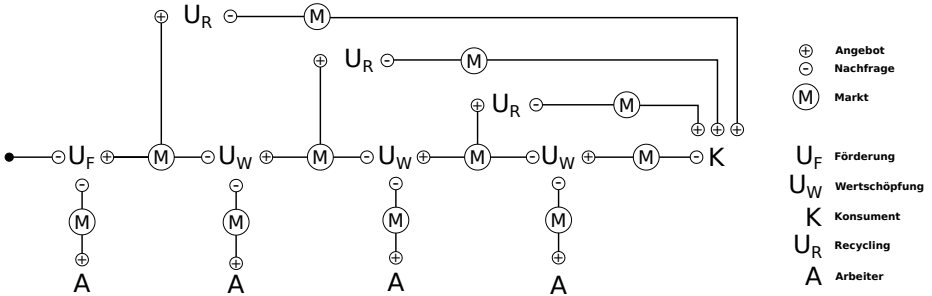 + U_R - M
+ U_R - M
+ U_R - M
+ + +
- U_F + M - U_W + M - U_W + M - U_W + M - K
- - - -
M M M M
+ + + +
A A A A
+ Angebot
- Nachfrage
M Markt
U_F Förderung
U_W Wertschöpfung
K Konsument
U_R Recycling
A Arbeiter